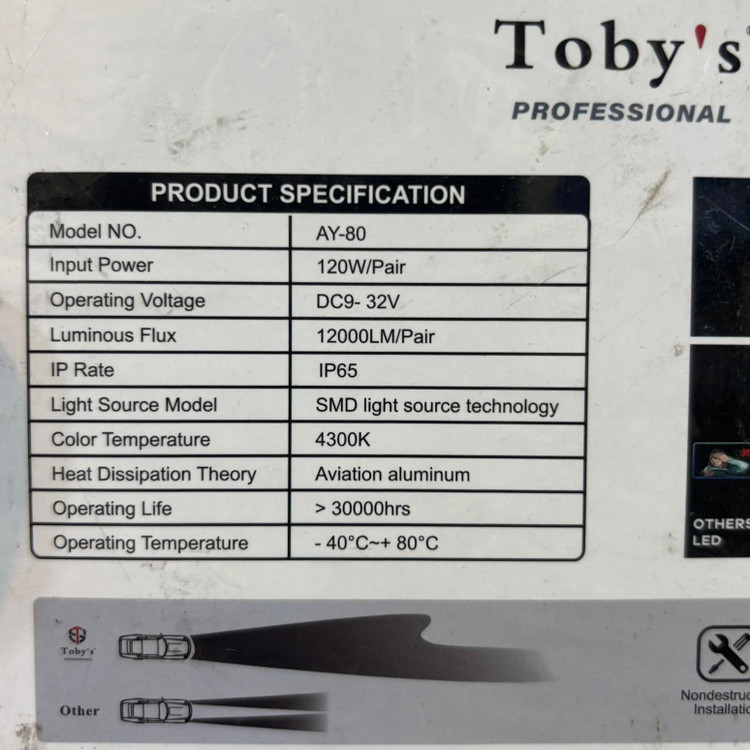 Toby's
PROFESSIONAL
PRODUCT SPECIFICATION
Model NO. AY-80
Input Power 120W/Pair
Operating Voltage DC9- 32V
Luminous Flux 12000LM/Pair
IP Rate IP65
Light Source Model SMD light source technology
Color Temperature 4300K
Heat Dissipation Theory Aviation aluminum
Operating Life > 30000hrs
Operating Temperature - 40°C~+ 80°C
OTHERS
LED
Toby's
Other